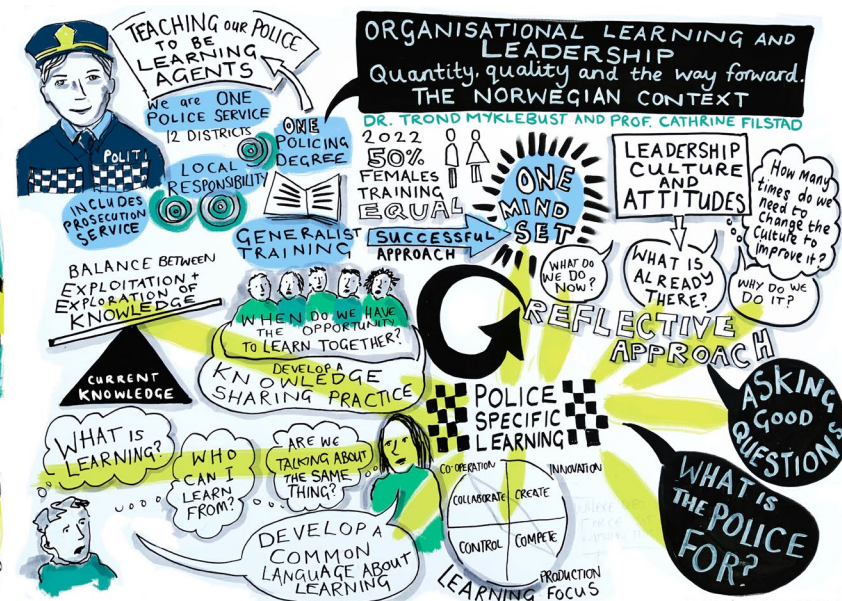 TEACHING OUR POLICE
TO BE
LEARNING
AGENTS
ORGANISATIONAL LEARNING AND
LEADERSHIP
Quantity, quality and the way forward.
THE NORWEGIAN CONTEXT
DR. TROND MYKLEBUST AND PROF. CATHRINE FILSTAD
We are ONE
POLICE SERVICE
12 DISTRICTS
ONE
POLICING
DEGREE
POLITI
LOCAL
RESPONSIBILITY
INCLUDES
PROSECUTION
SERVICE
GENERALIST
TRAINING
2022
50%
FEMALES
TRAINING
EQUAL
SUCCESSFUL
APPROACH
ONE
MIND
SET
LEADERSHIP
CULTURE
AND
ATTITUDES
How many
times do we
need to
change the
culture to
improve it?
WHAT DO
WE DO
NOW?
WHAT IS
ALREADY
THERE?
WHY DO WE
DO IT?
REFLECTIVE
APPROACH
BALANCE BETWEEN
EXPLOITATION +
EXPLORATION OF
KNOWLEDGE
CURRENT
KNOWLEDGE
WHEN DO WE HAVE
THE OPPORTUNITY
TO LEARN TOGETHER?
DEVELOP A
KNOWLEDGE
SHARING PRACTICE
POLICE
SPECIFIC
LEARNING
ASKING
GOOD
QUESTIONS
WHAT IS
THE POLICE
FOR?
WHAT IS
LEARNING?
WHO
CAN I
LEARN
FROM?
ARE WE
TALKING ABOUT
THE SAME
THING?
DEVELOP A
COMMON
LANGUAGE ABOUT
LEARNING
CO-OPERATION
INNOVATION
COLLABORATE
CREATE
CONTROL
COMPETE
PRODUCTION
LEARNING FOCUS